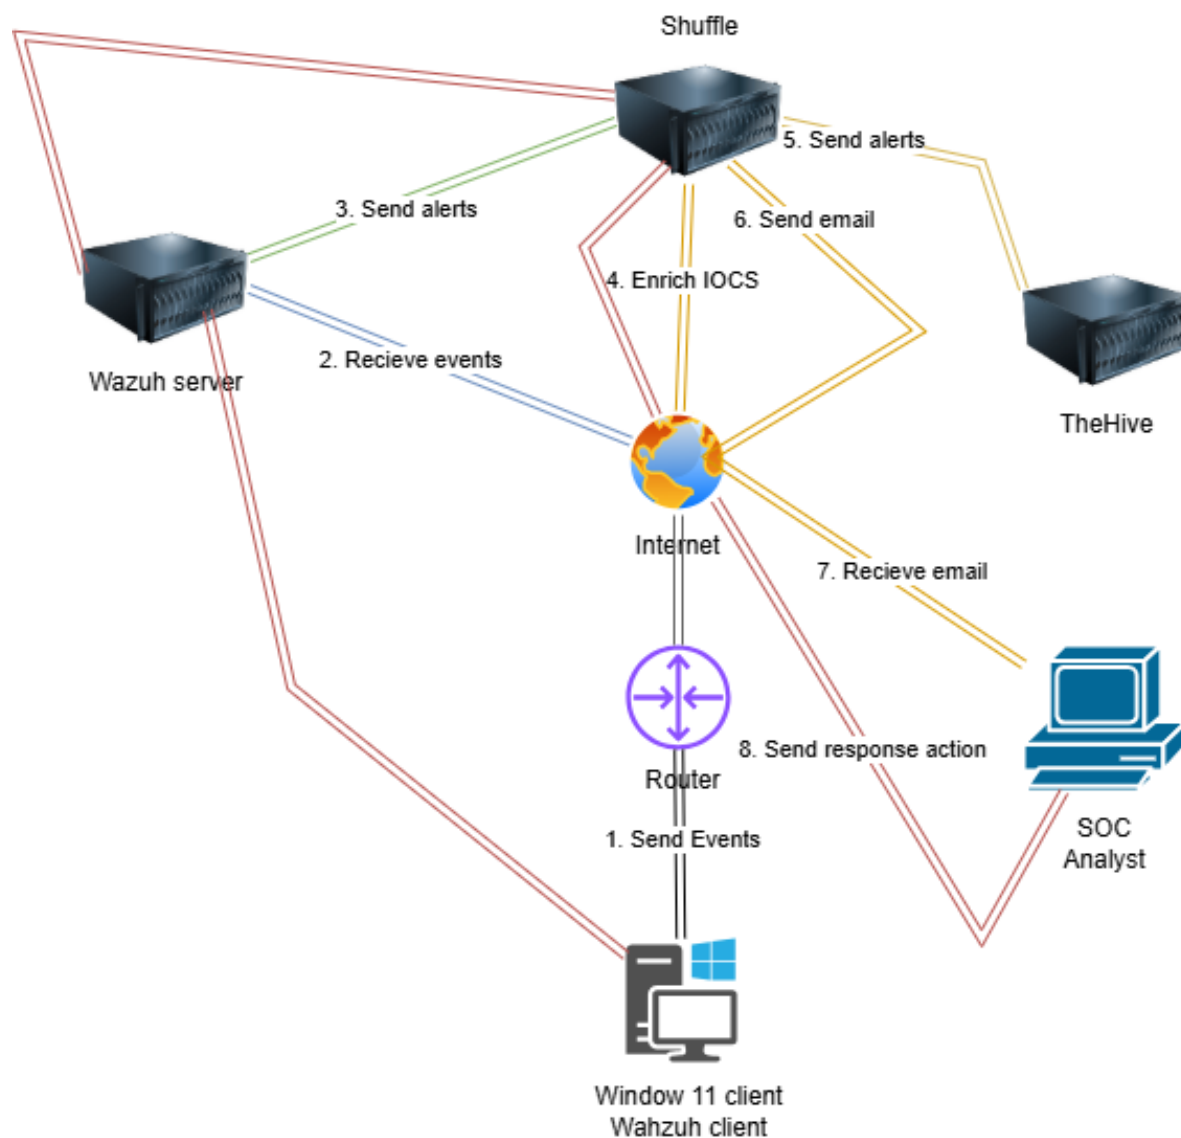 Shuffle
5. Send alerts
3. Send alerts
6. Send email
4. Enrich IOCS
2. Recieve events
Wazuh server
TheHive
Internet
7. Recieve email
8. Send response action
Router
1. Send Events
SOC
Analyst
Window 11 client
Wahzuh client